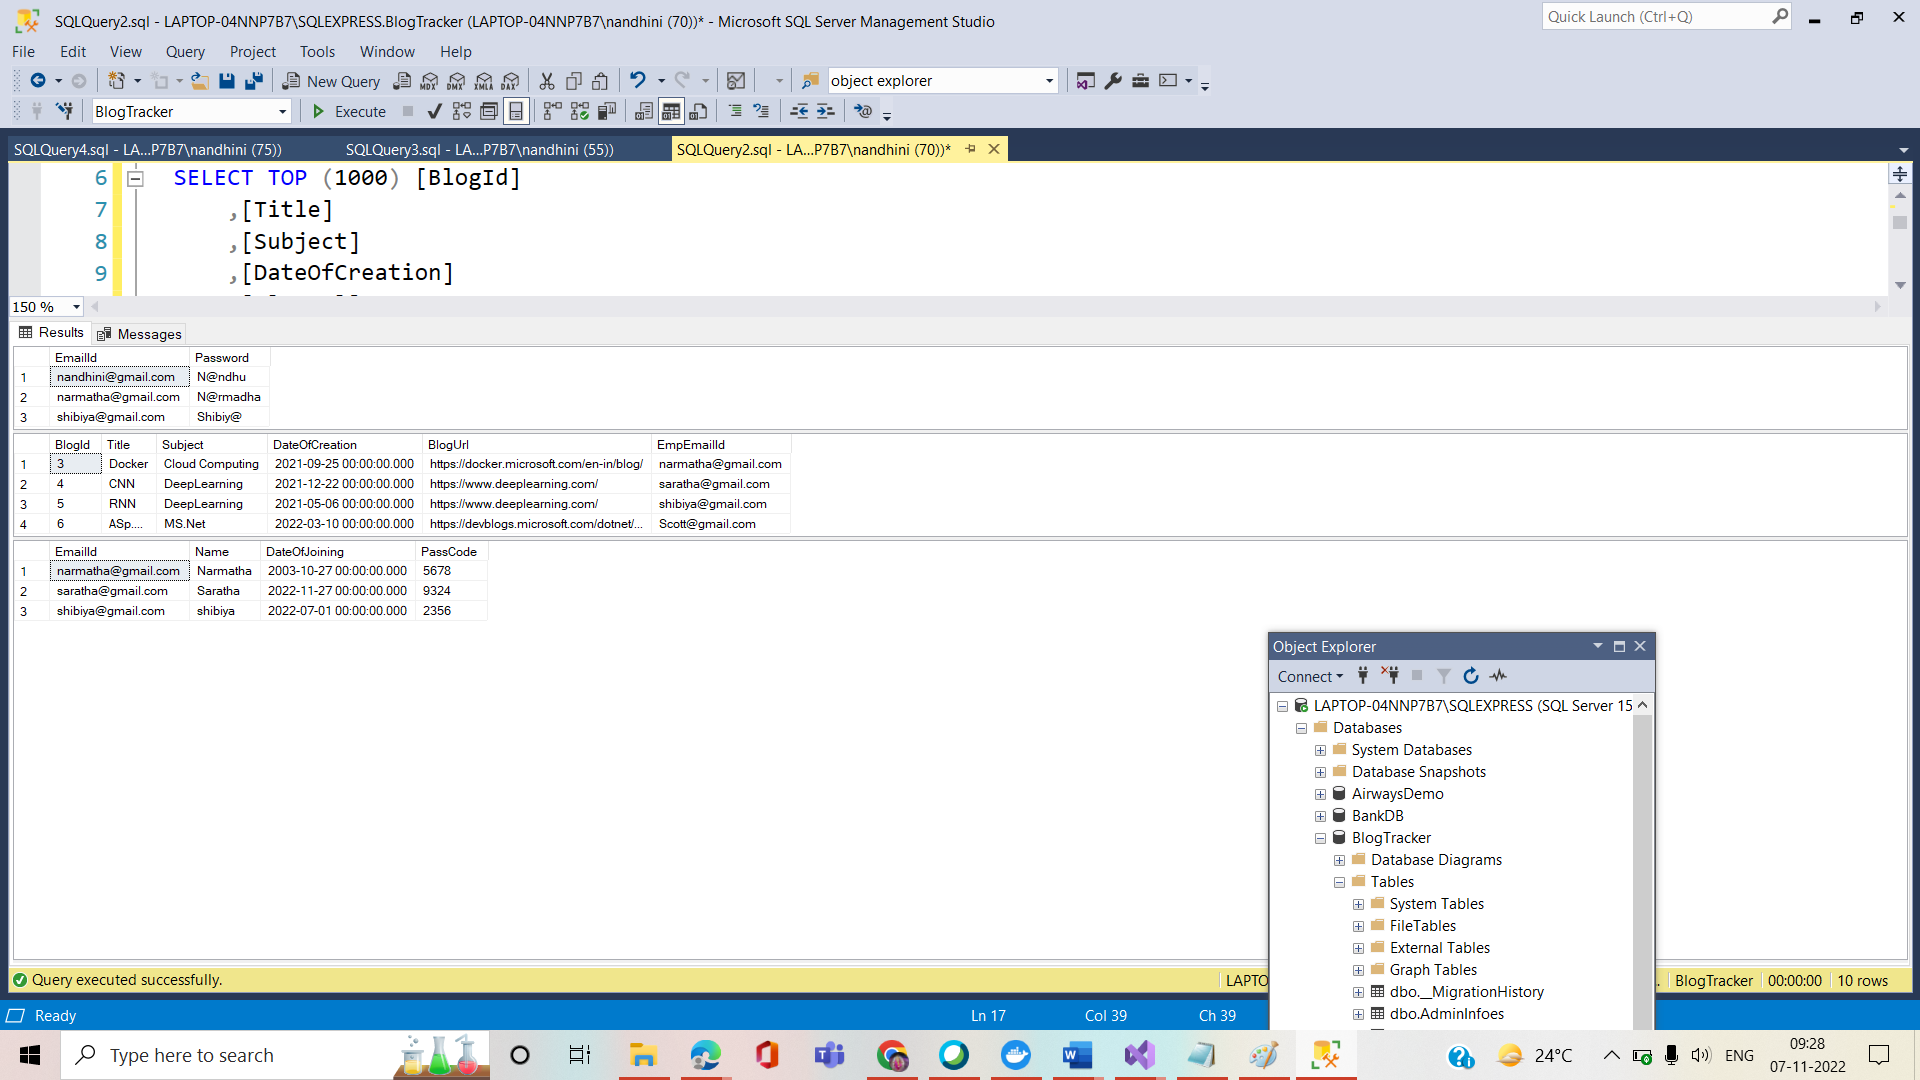 SQLQuery2.sql - LAPTOP-04NNP7B7\SQLEXPRESS.BlogTracker (LAPTOP-04NNP7B7\nandhini (70))* - Microsoft SQL Server Management Studio
Quick Launch (Ctrl+Q)
File Edit View Query Project Tools Window Help
New Query MDX DMX XMLA DAX object explorer
BlogTracker Execute
SQLQuery4.sql - LA...P7B7\nandhini (75)) SQLQuery3.sql - LA...P7B7\nandhini (55)) SQLQuery2.sql - LA...P7B7\nandhini (70))*
6 SELECT TOP (1000) [BlogId]
7 ,[Title]
8 ,[Subject]
9 ,[DateOfCreation]
150 %
Results Messages
EmailId Password
1 nandhini@gmail.com N@ndhu
2 narmatha@gmail.com N@rmadha
3 shibiya@gmail.com Shibiy@
BlogId Title Subject DateOfCreation BlogUrl EmpEmailId
1 3 Docker Cloud Computing 2021-09-25 00:00:00.000 https://docker.microsoft.com/en-in/blog/ narmatha@gmail.com
2 4 CNN DeepLearning 2021-12-22 00:00:00.000 https://www.deeplearning.com/ saratha@gmail.com
3 5 RNN DeepLearning 2021-05-06 00:00:00.000 https://www.deeplearning.com/ shibiya@gmail.com
4 6 ASp.... MS.Net 2022-03-10 00:00:00.000 https://devblogs.microsoft.com/dotnet/... Scott@gmail.com
EmailId Name DateOfJoining PassCode
1 narmatha@gmail.com Narmatha 2003-10-27 00:00:00.000 5678
2 saratha@gmail.com Saratha 2022-11-27 00:00:00.000 9324
3 shibiya@gmail.com shibiya 2022-07-01 00:00:00.000 2356
Object Explorer
Connect
LAPTOP-04NNP7B7\SQLEXPRESS (SQL Server 15
Databases
System Databases
Database Snapshots
AirwaysDemo
BankDB
BlogTracker
Database Diagrams
Tables
System Tables
FileTables
External Tables
Graph Tables
dbo.__MigrationHistory
dbo.AdminInfoes
Query executed successfully. LAPTO . BlogTracker 00:00:00 10 rows
Ready Ln 17 Col 39 Ch 39
Type here to search 24°C ENG 09:28
07-11-2022